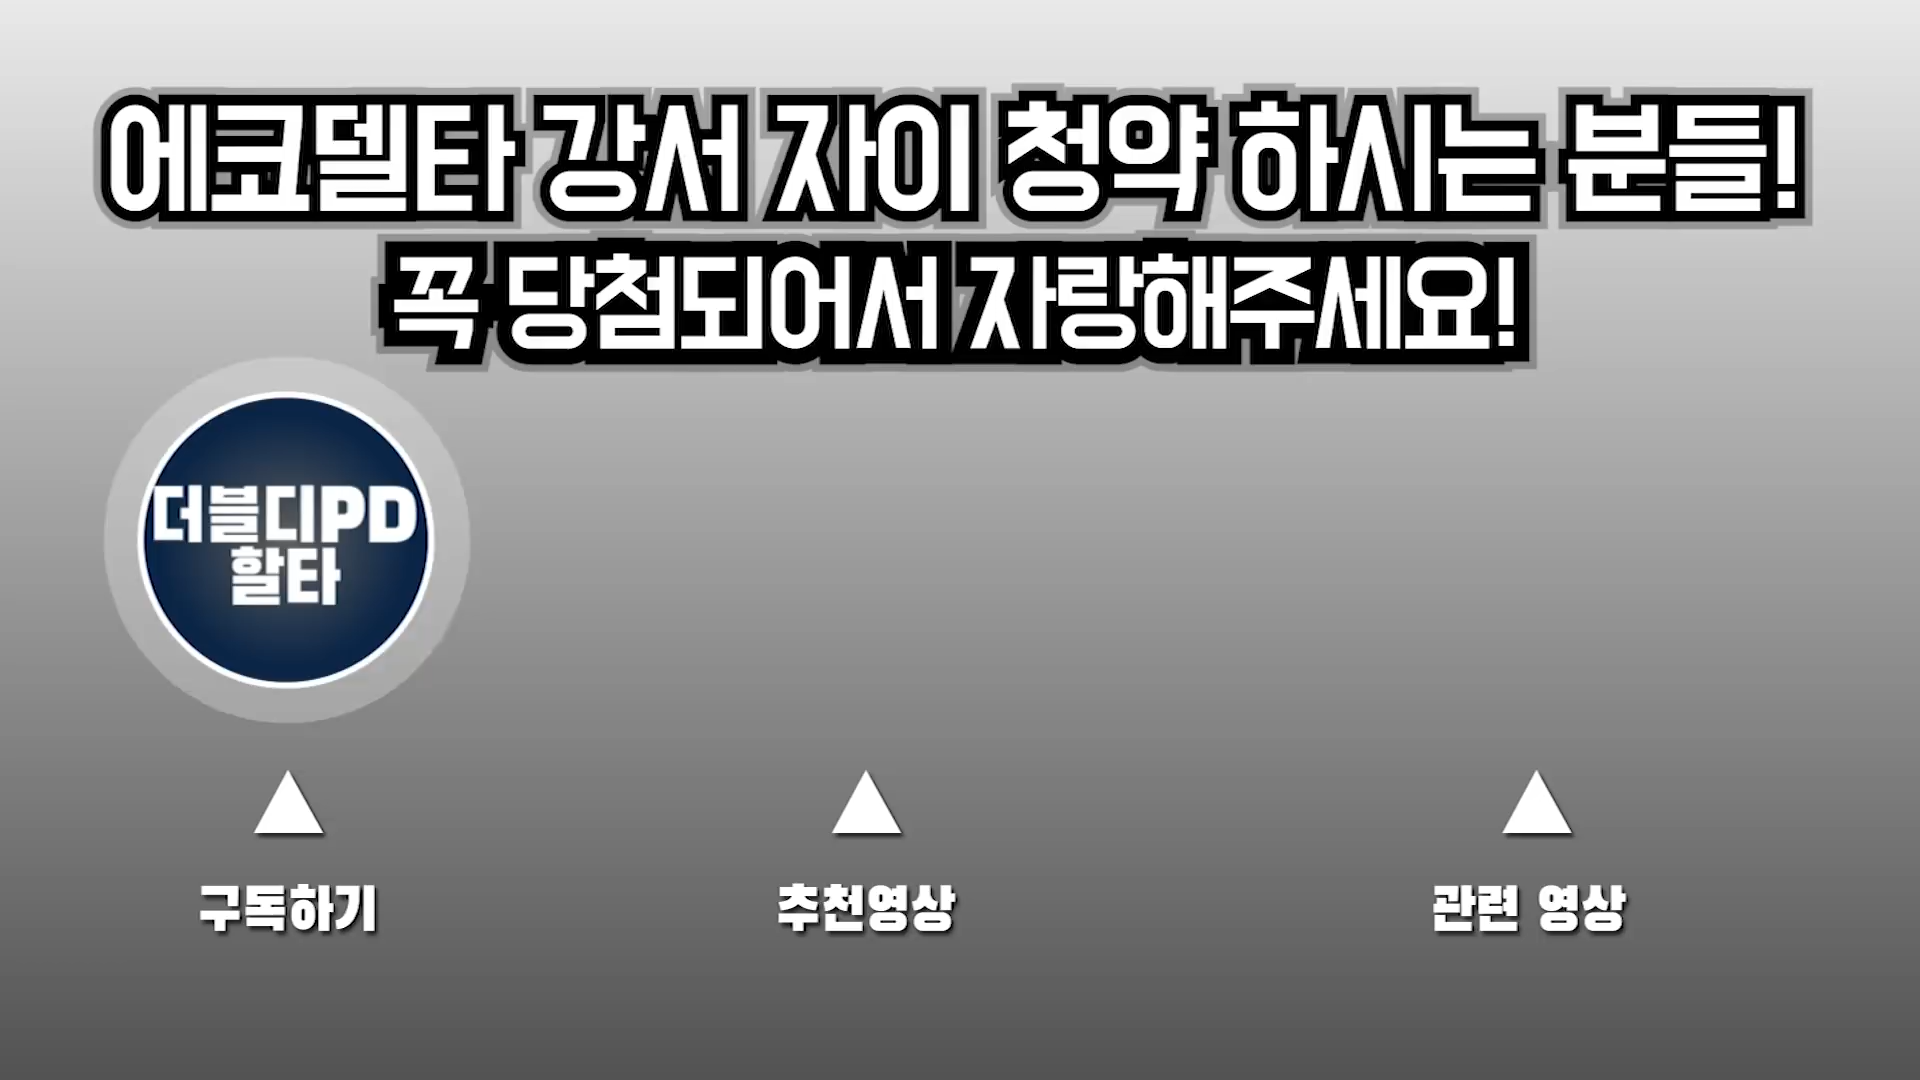 에코델타 강서 자이 청약 하시는 분들!
꼭 당첨되어서 자랑해주세요!
더블디PD
할타
구독하기
추천영상
관련 영상